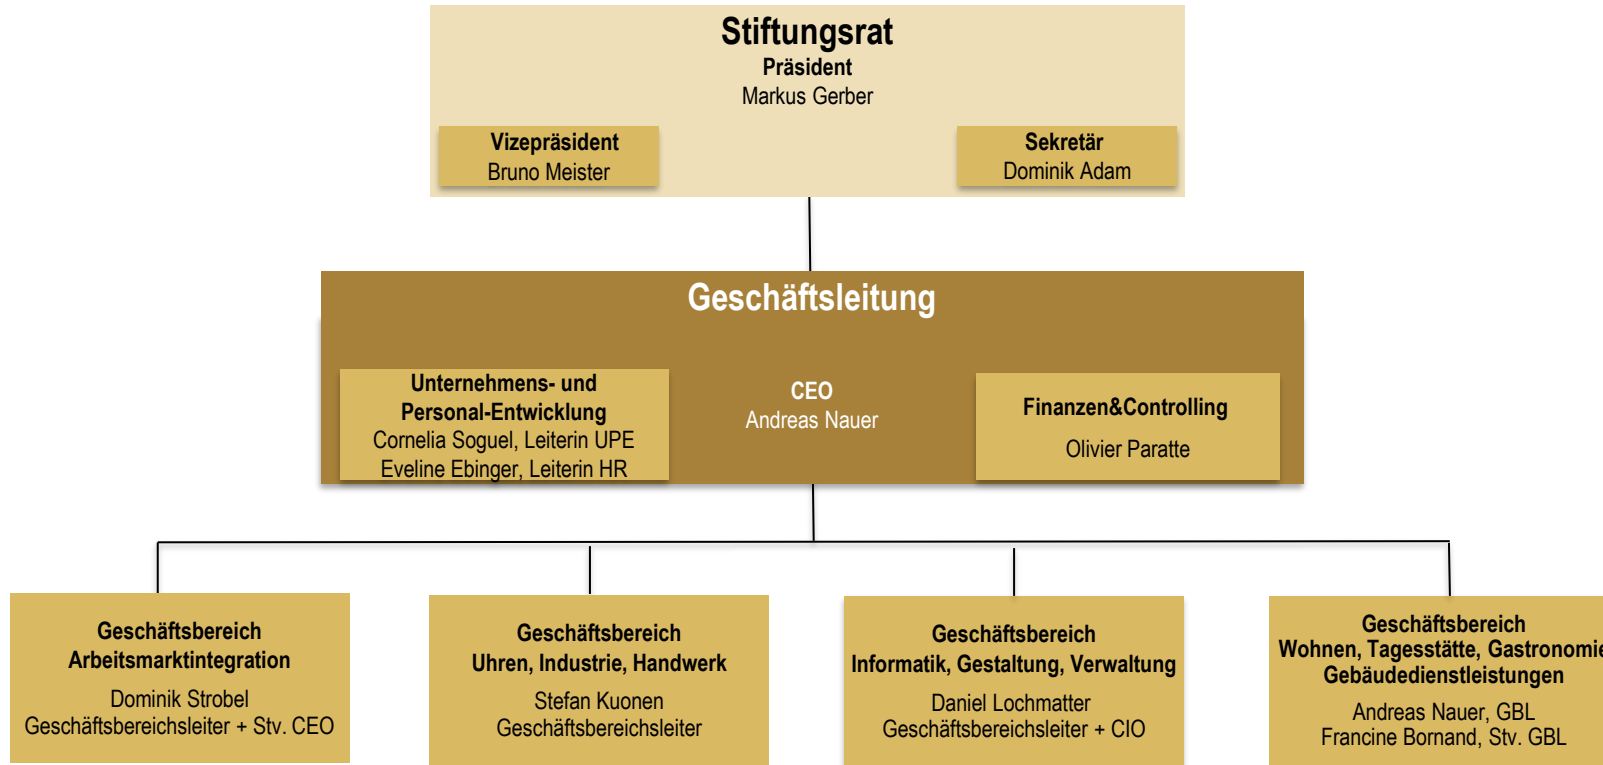 Stiftungsrat
Präsident
Markus Gerber
Vizepräsident
Bruno Meister
Sekretär
Dominik Adam
Geschäftsleitung
Unternehmens- und
Personal-Entwicklung
Cornelia Soguel, Leiterin UPE
Eveline Ebinger, Leiterin HR
CEO
Andreas Nauer
Finanzen&Controlling
Olivier Paratte
Geschäftsbereich
Arbeitsmarktintegration
Dominik Strobel
Geschäftsbereichsleiter + Stv. CEO
Geschäftsbereich
Uhren, Industrie, Handwerk
Stefan Kuonen
Geschäftsbereichsleiter
Geschäftsbereich
Informatik, Gestaltung, Verwaltung
Daniel Lochmatter
Geschäftsbereichsleiter + CIO
Geschäftsbereich
Wohnen, Tagesstätte, Gastronomie
Gebäudedienstleistungen
Andreas Nauer, GBL
Francine Bornand, Stv. GBL